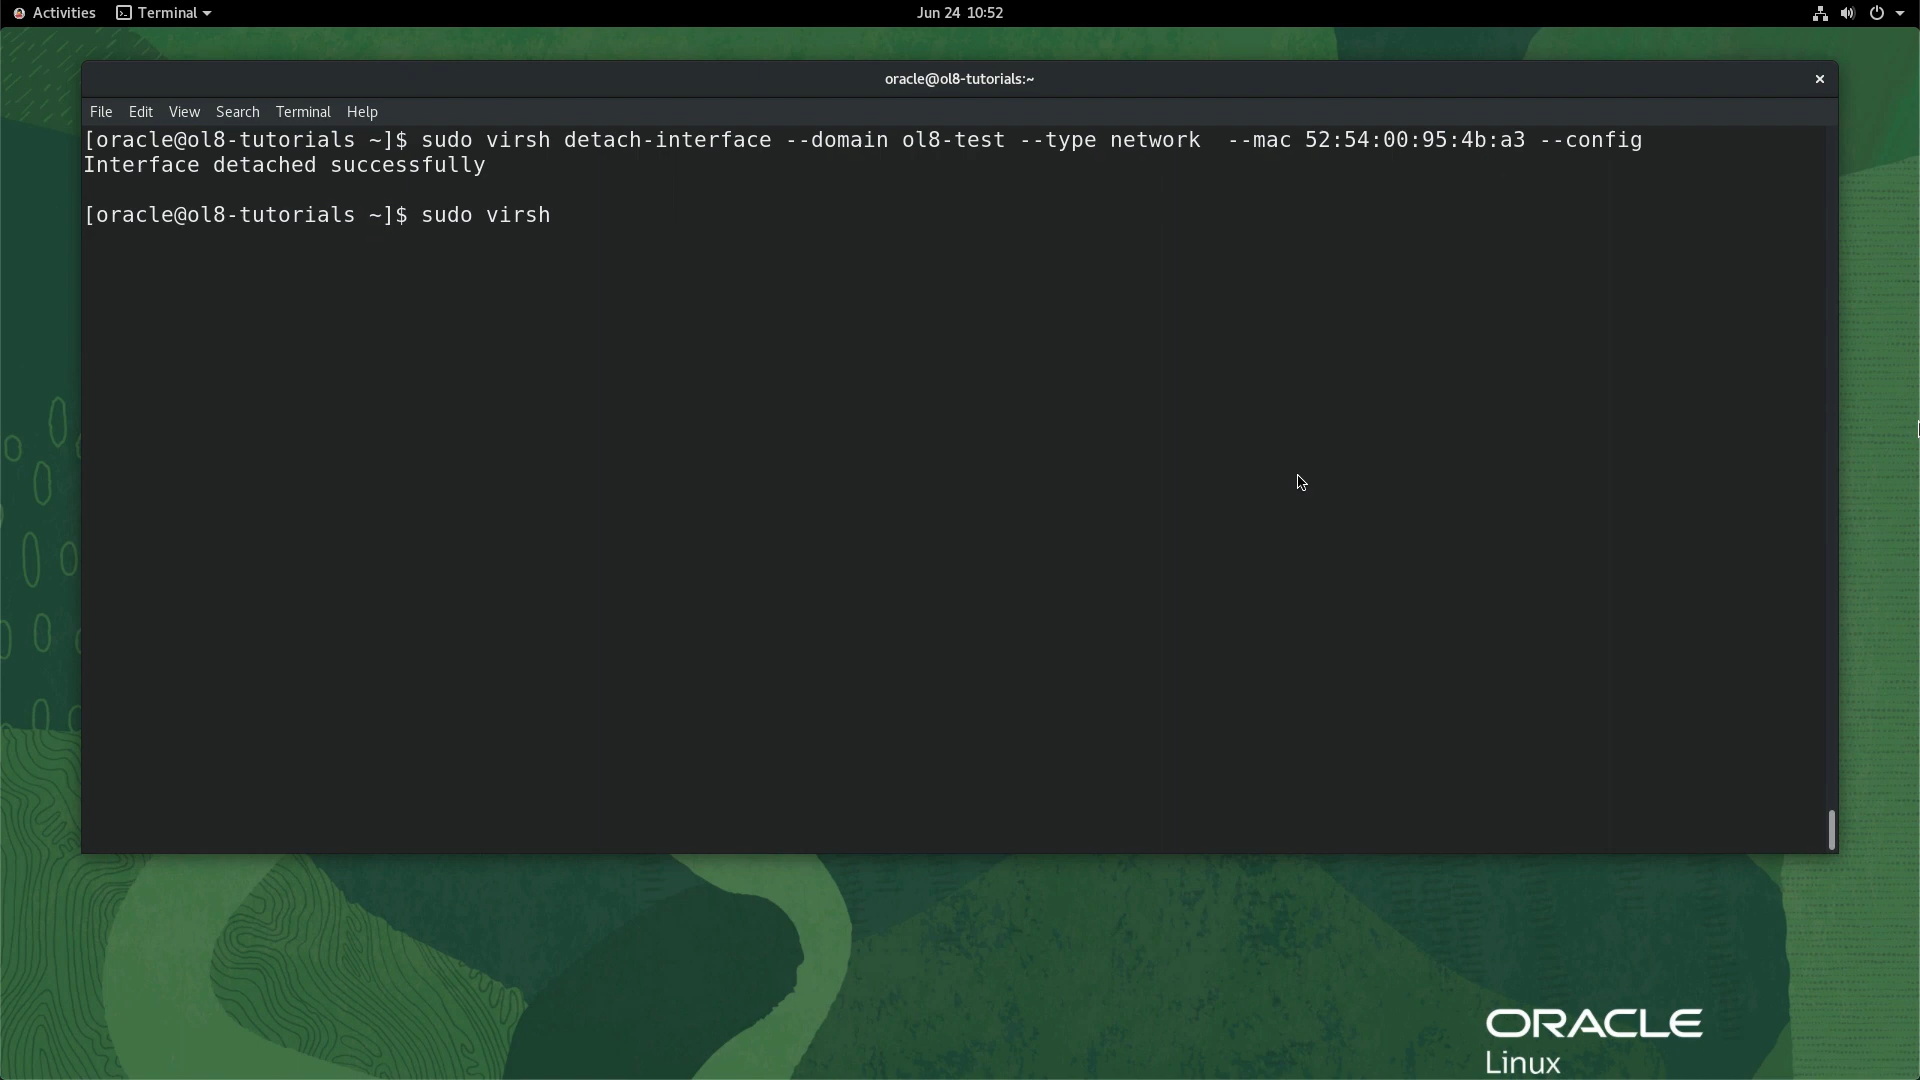 Activities Terminal Jun 24 10:52
oracle@ol8-tutorials:~
File Edit View Search Terminal Help
[oracle@ol8-tutorials ~]$ sudo virsh detach-interface --domain ol8-test --type network  --mac 52:54:00:95:4b:a3 --config
Interface detached successfully
[oracle@ol8-tutorials ~]$ sudo virsh
ORACLE
Linux